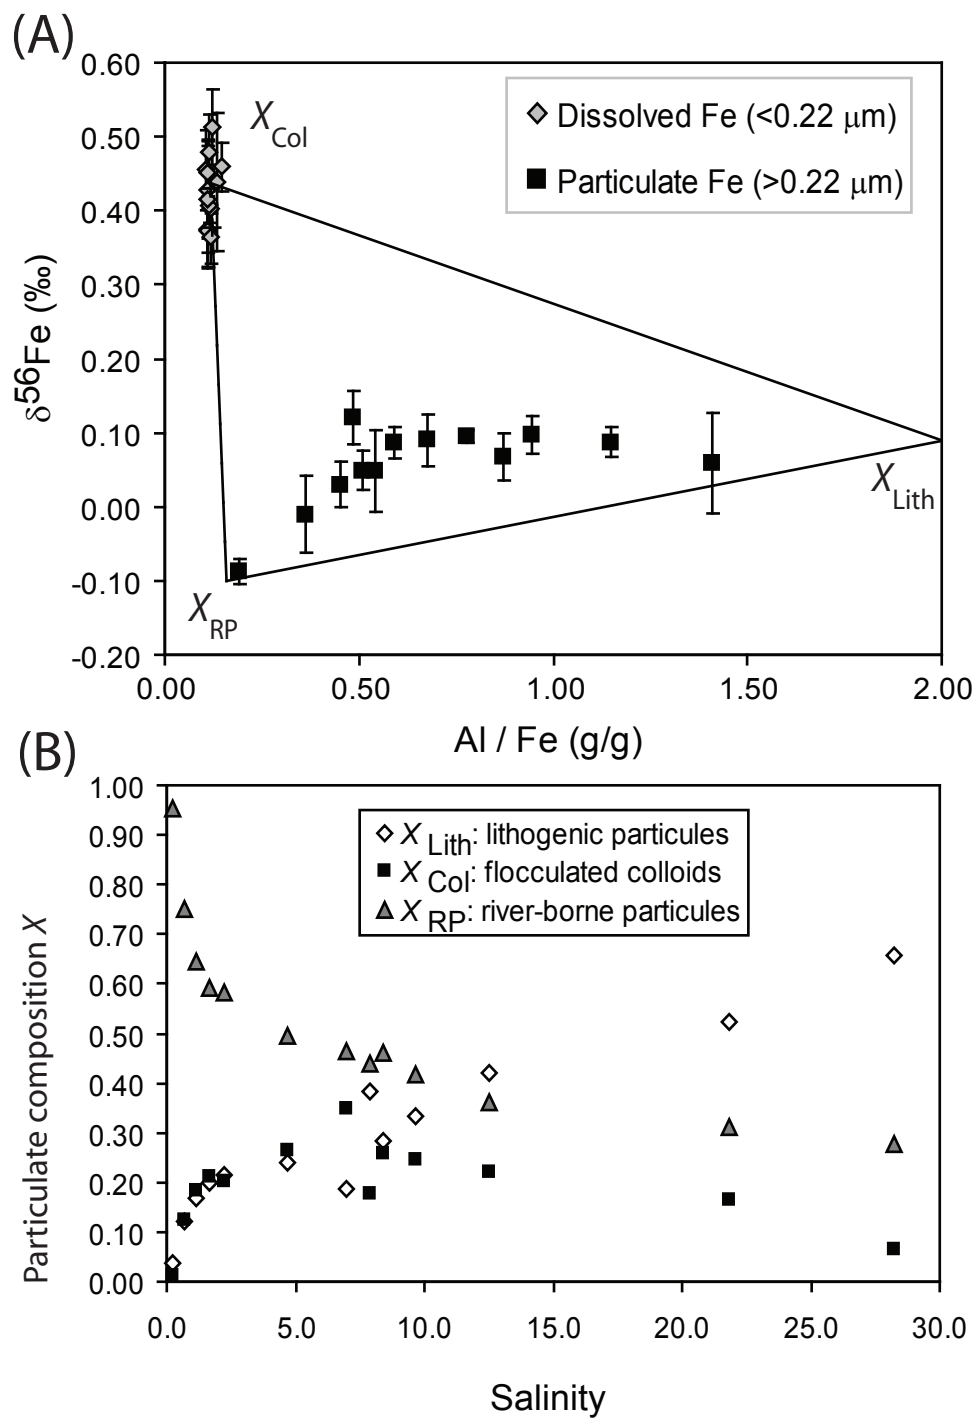 (A)
0.60
0.50
0.40
0.30
0.20
0.10
0.00
-0.10
-0.20
δ56Fe (‰)
XCol
Dissolved Fe (<0.22 μm)
Particulate Fe (>0.22 μm)
XLith
XRP
0.00 0.50 1.00 1.50 2.00
Al / Fe (g/g)
(B)
1.00
0.90
0.80
0.70
0.60
0.50
0.40
0.30
0.20
0.10
0.00
Particulate composition X
X Lith: lithogenic particules
X Col: flocculated colloids
X RP: river-borne particules
0.0 5.0 10.0 15.0 20.0 25.0 30.0
Salinity